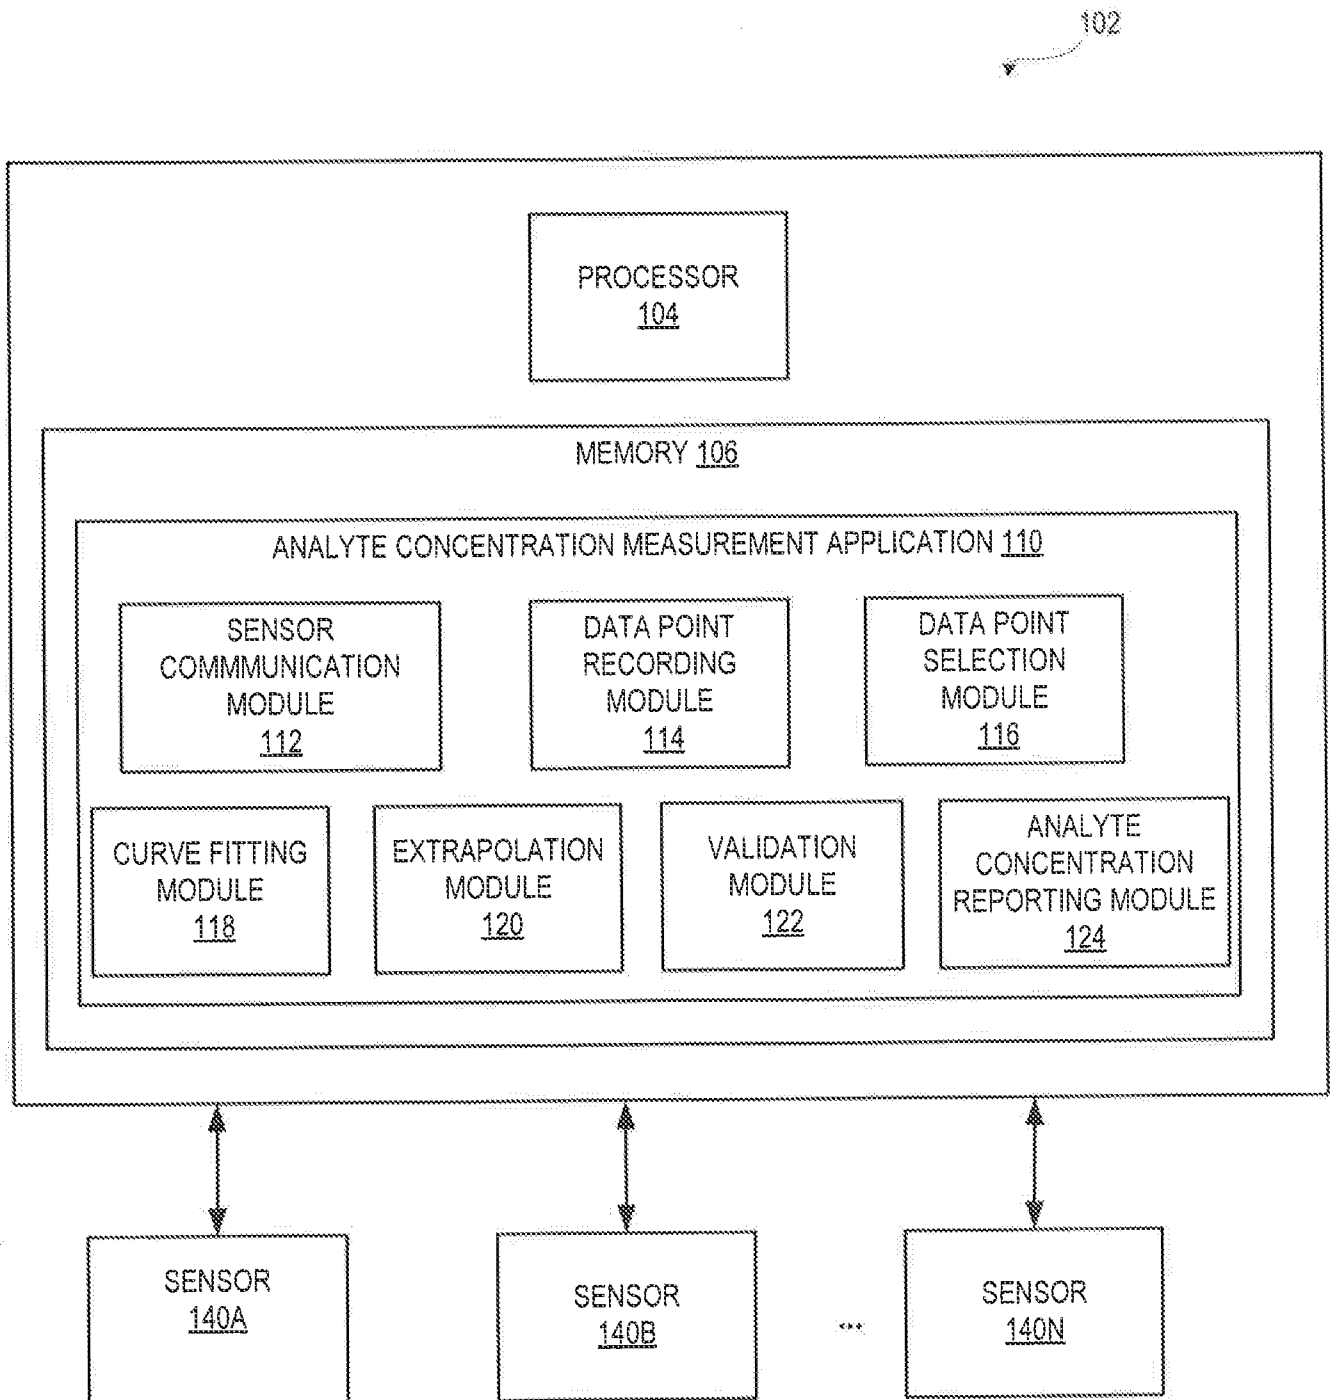 102
PROCESSOR
104
MEMORY 106
ANALYTE CONCENTRATION MEASUREMENT APPLICATION 110
SENSOR
COMMMUNICATION
MODULE
112
DATA POINT
RECORDING
MODULE
114
DATA POINT
SELECTION
MODULE
116
CURVE FITTING
MODULE
118
EXTRAPOLATION
MODULE
120
VALIDATION
MODULE
122
ANALYTE
CONCENTRATION
REPORTING MODULE
124
SENSOR
140A
SENSOR
140B
...
SENSOR
140N